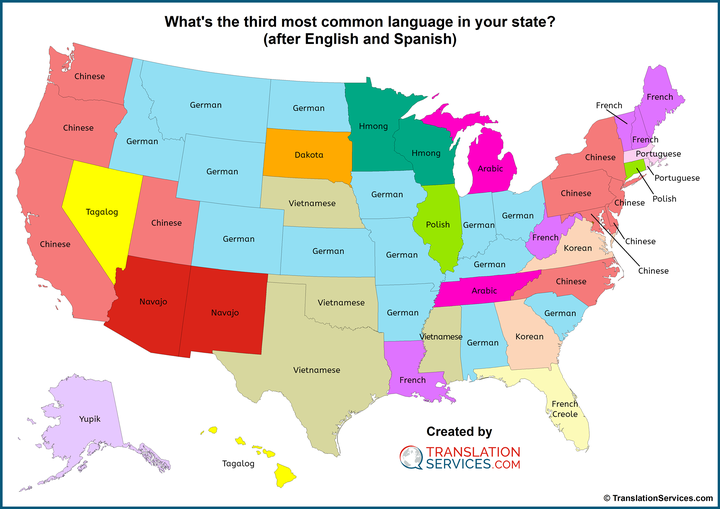 What's the third most common language in your state?
(after English and Spanish)
Chinese
German
German
Hmong
French
French
Chinese
German
Dakota
Hmong
Arabic
French
Chinese
Portuguese
Portuguese
German
Vietnamese
German
Chinese
Polish
Tagalog
Chinese
German
German
German
Polish
German
German
French
Korean
Chinese
Chinese
Chinese
Chinese
German
Navajo
Navajo
Vietnamese
German
Arabic
Chinese
German
Vietnamese
Vietnamese
German
Korean
French
French
Creole
Yupik
Tagalog
Created by
TRANSLATION
SERVICES.COM
© TranslationServices.com